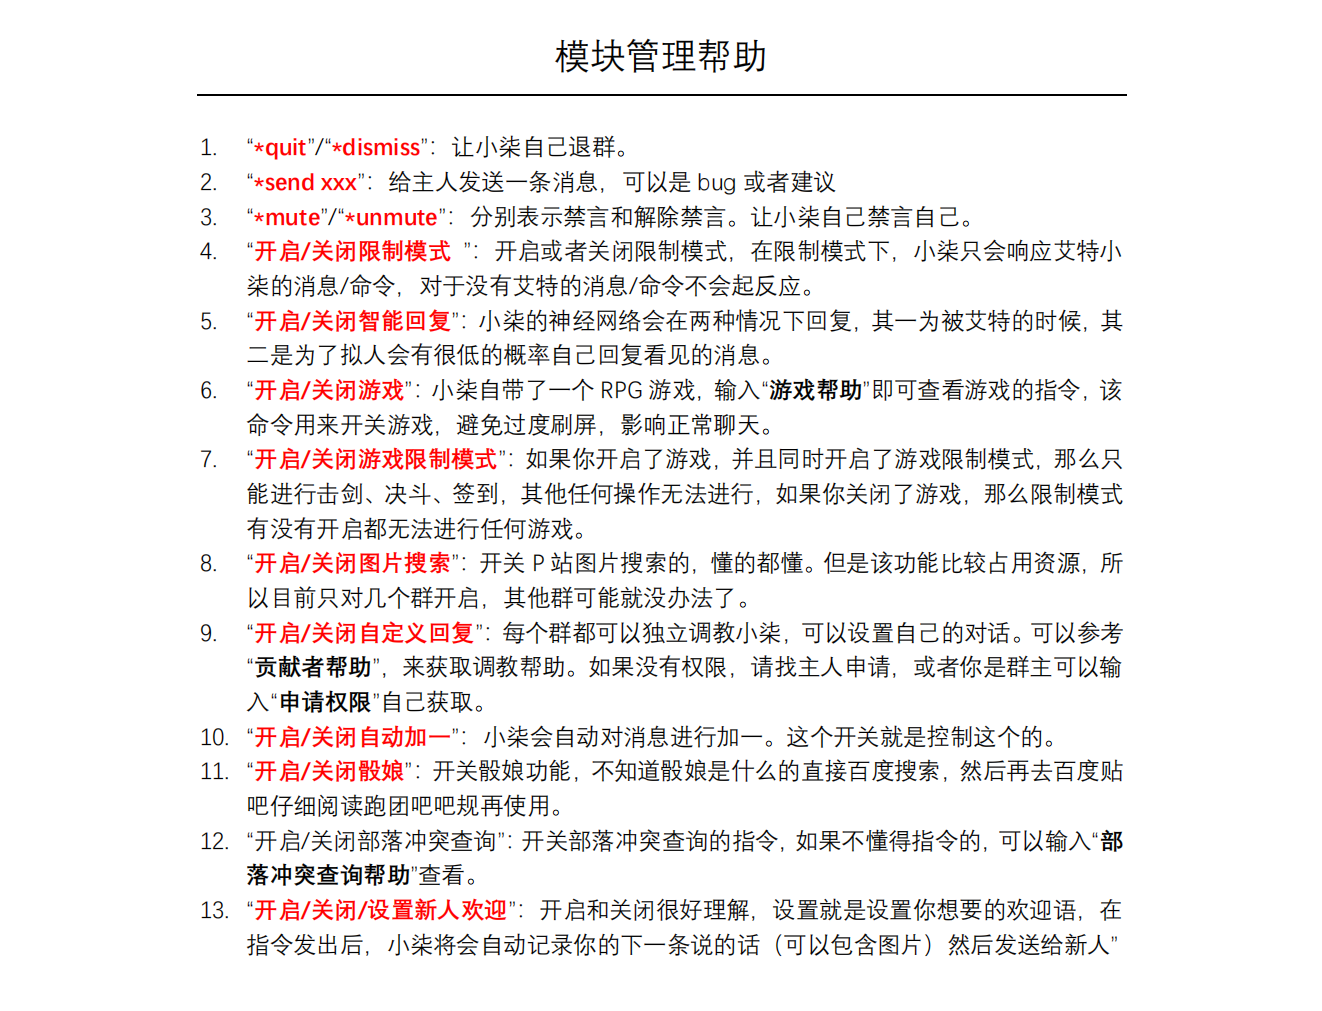 模块管理帮助
1. “*quit”/“*dismiss”：让小柒自己退群。
2. “*send xxx”：给主人发送一条消息，可以是 bug 或者建议
3. “*mute”/“*unmute”：分别表示禁言和解除禁言。让小柒自己禁言自己。
4. “开启/关闭限制模式 ”：开启或者关闭限制模式，在限制模式下，小柒只会响应艾特小
柒的消息/命令，对于没有艾特的消息/命令不会起反应。
5. “开启/关闭智能回复”：小柒的神经网络会在两种情况下回复，其一为被艾特的时候，其
二是为了拟人会有很低的概率自己回复看见的消息。
6. “开启/关闭游戏”：小柒自带了一个 RPG 游戏，输入“游戏帮助”即可查看游戏的指令，该
命令用来开关游戏，避免过度刷屏，影响正常聊天。
7. “开启/关闭游戏限制模式”：如果你开启了游戏，并且同时开启了游戏限制模式，那么只
能进行击剑、决斗、签到，其他任何操作无法进行，如果你关闭了游戏，那么限制模式
有没有开启都无法进行任何游戏。
8. “开启/关闭图片搜索”：开关 P 站图片搜索的，懂的都懂。但是该功能比较占用资源，所
以目前只对几个群开启，其他群可能就没办法了。
9. “开启/关闭自定义回复”：每个群都可以独立调教小柒，可以设置自己的对话。可以参考
“贡献者帮助”，来获取调教帮助。如果没有权限，请找主人申请，或者你是群主可以输
入“申请权限”自己获取。
10. “开启/关闭自动加一”：小柒会自动对消息进行加一。这个开关就是控制这个的。
11. “开启/关闭骰娘”：开关骰娘功能，不知道骰娘是什么的直接百度搜索，然后再去百度贴
吧仔细阅读跑团吧吧规再使用。
12. “开启/关闭部落冲突查询”：开关部落冲突查询的指令，如果不懂得指令的，可以输入“部
落冲突查询帮助”查看。
13. “开启/关闭/设置新人欢迎”：开启和关闭很好理解，设置就是设置你想要的欢迎语，在
指令发出后，小柒将会自动记录你的下一条说的话（可以包含图片）然后发送给新人”